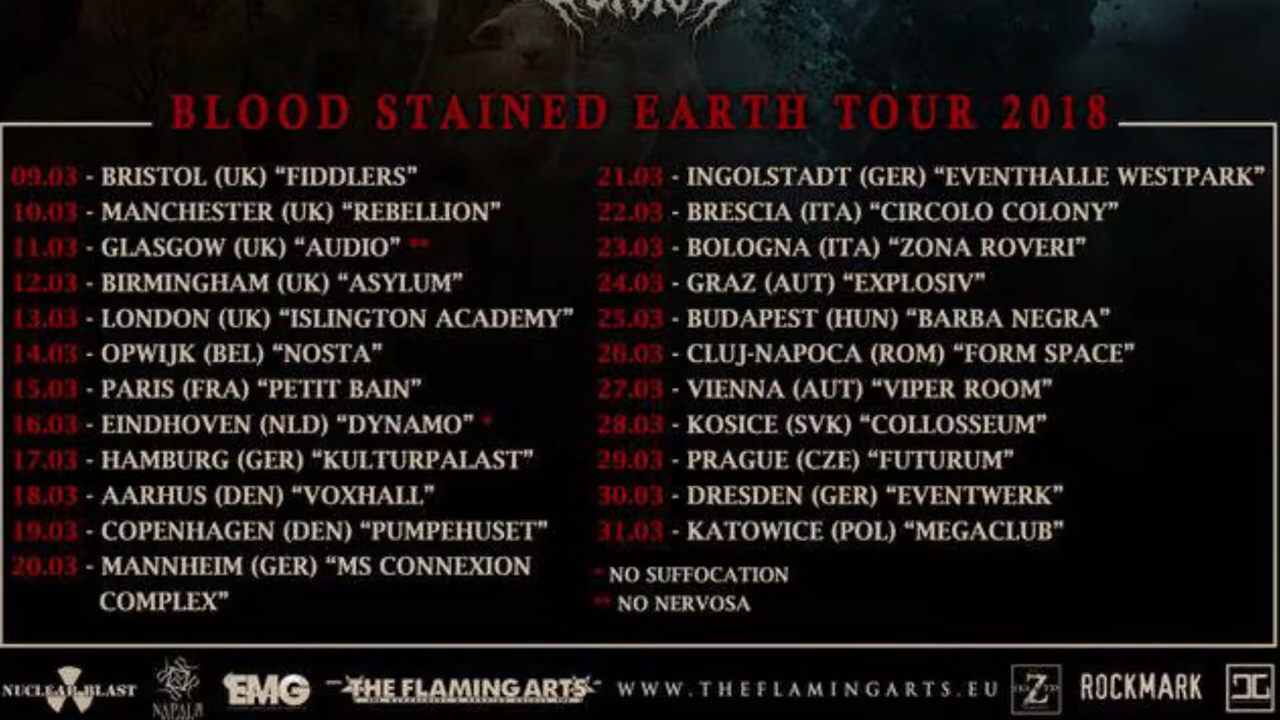 BLOOD STAINED EARTH TOUR 2018
09.03 - BRISTOL (UK) “FIDDLERS”
10.03 - MANCHESTER (UK) “REBELLION”
11.03 - GLASGOW (UK) “AUDIO” **
12.03 - BIRMINGHAM (UK) “ASYLUM”
13.03 - LONDON (UK) “ISLINGTON ACADEMY”
14.03 - OPWIJK (BEL) “NOSTA”
15.03 - PARIS (FRA) “PETIT BAIN”
16.03 - EINDHOVEN (NLD) “DYNAMO” *
17.03 - HAMBURG (GER) “KULTURPALAST”
18.03 - AARHUS (DEN) “VOXHALL”
19.03 - COPENHAGEN (DEN) “PUMPEHUSET”
20.03 - MANNHEIM (GER) “MS CONNEXION
COMPLEX”
21.03 - INGOLSTADT (GER) “EVENTHALLE WESTPARK”
22.03 - BRESCIA (ITA) “CIRCOLO COLONY”
23.03 - BOLOGNA (ITA) “ZONA ROVERI”
24.03 - GRAZ (AUT) “EXPLOSIV”
25.03 - BUDAPEST (HUN) “BARBA NEGRA”
26.03 - CLUJ-NAPOCA (ROM) “FORM SPACE”
27.03 - VIENNA (AUT) “VIPER ROOM”
28.03 - KOSICE (SVK) “COLLOSSEUM”
29.03 - PRAGUE (CZE) “FUTURUM”
30.03 - DRESDEN (GER) “EVENTWERK”
31.03 - KATOWICE (POL) “MEGACLUB”
* NO SUFFOCATION
** NO NERVOSA
NUCLEAR BLAST
NAPALM
EMG
THE FLAMING ARTS
WWW.THEFLAMINGARTS.EU
Z
ROCKMARK